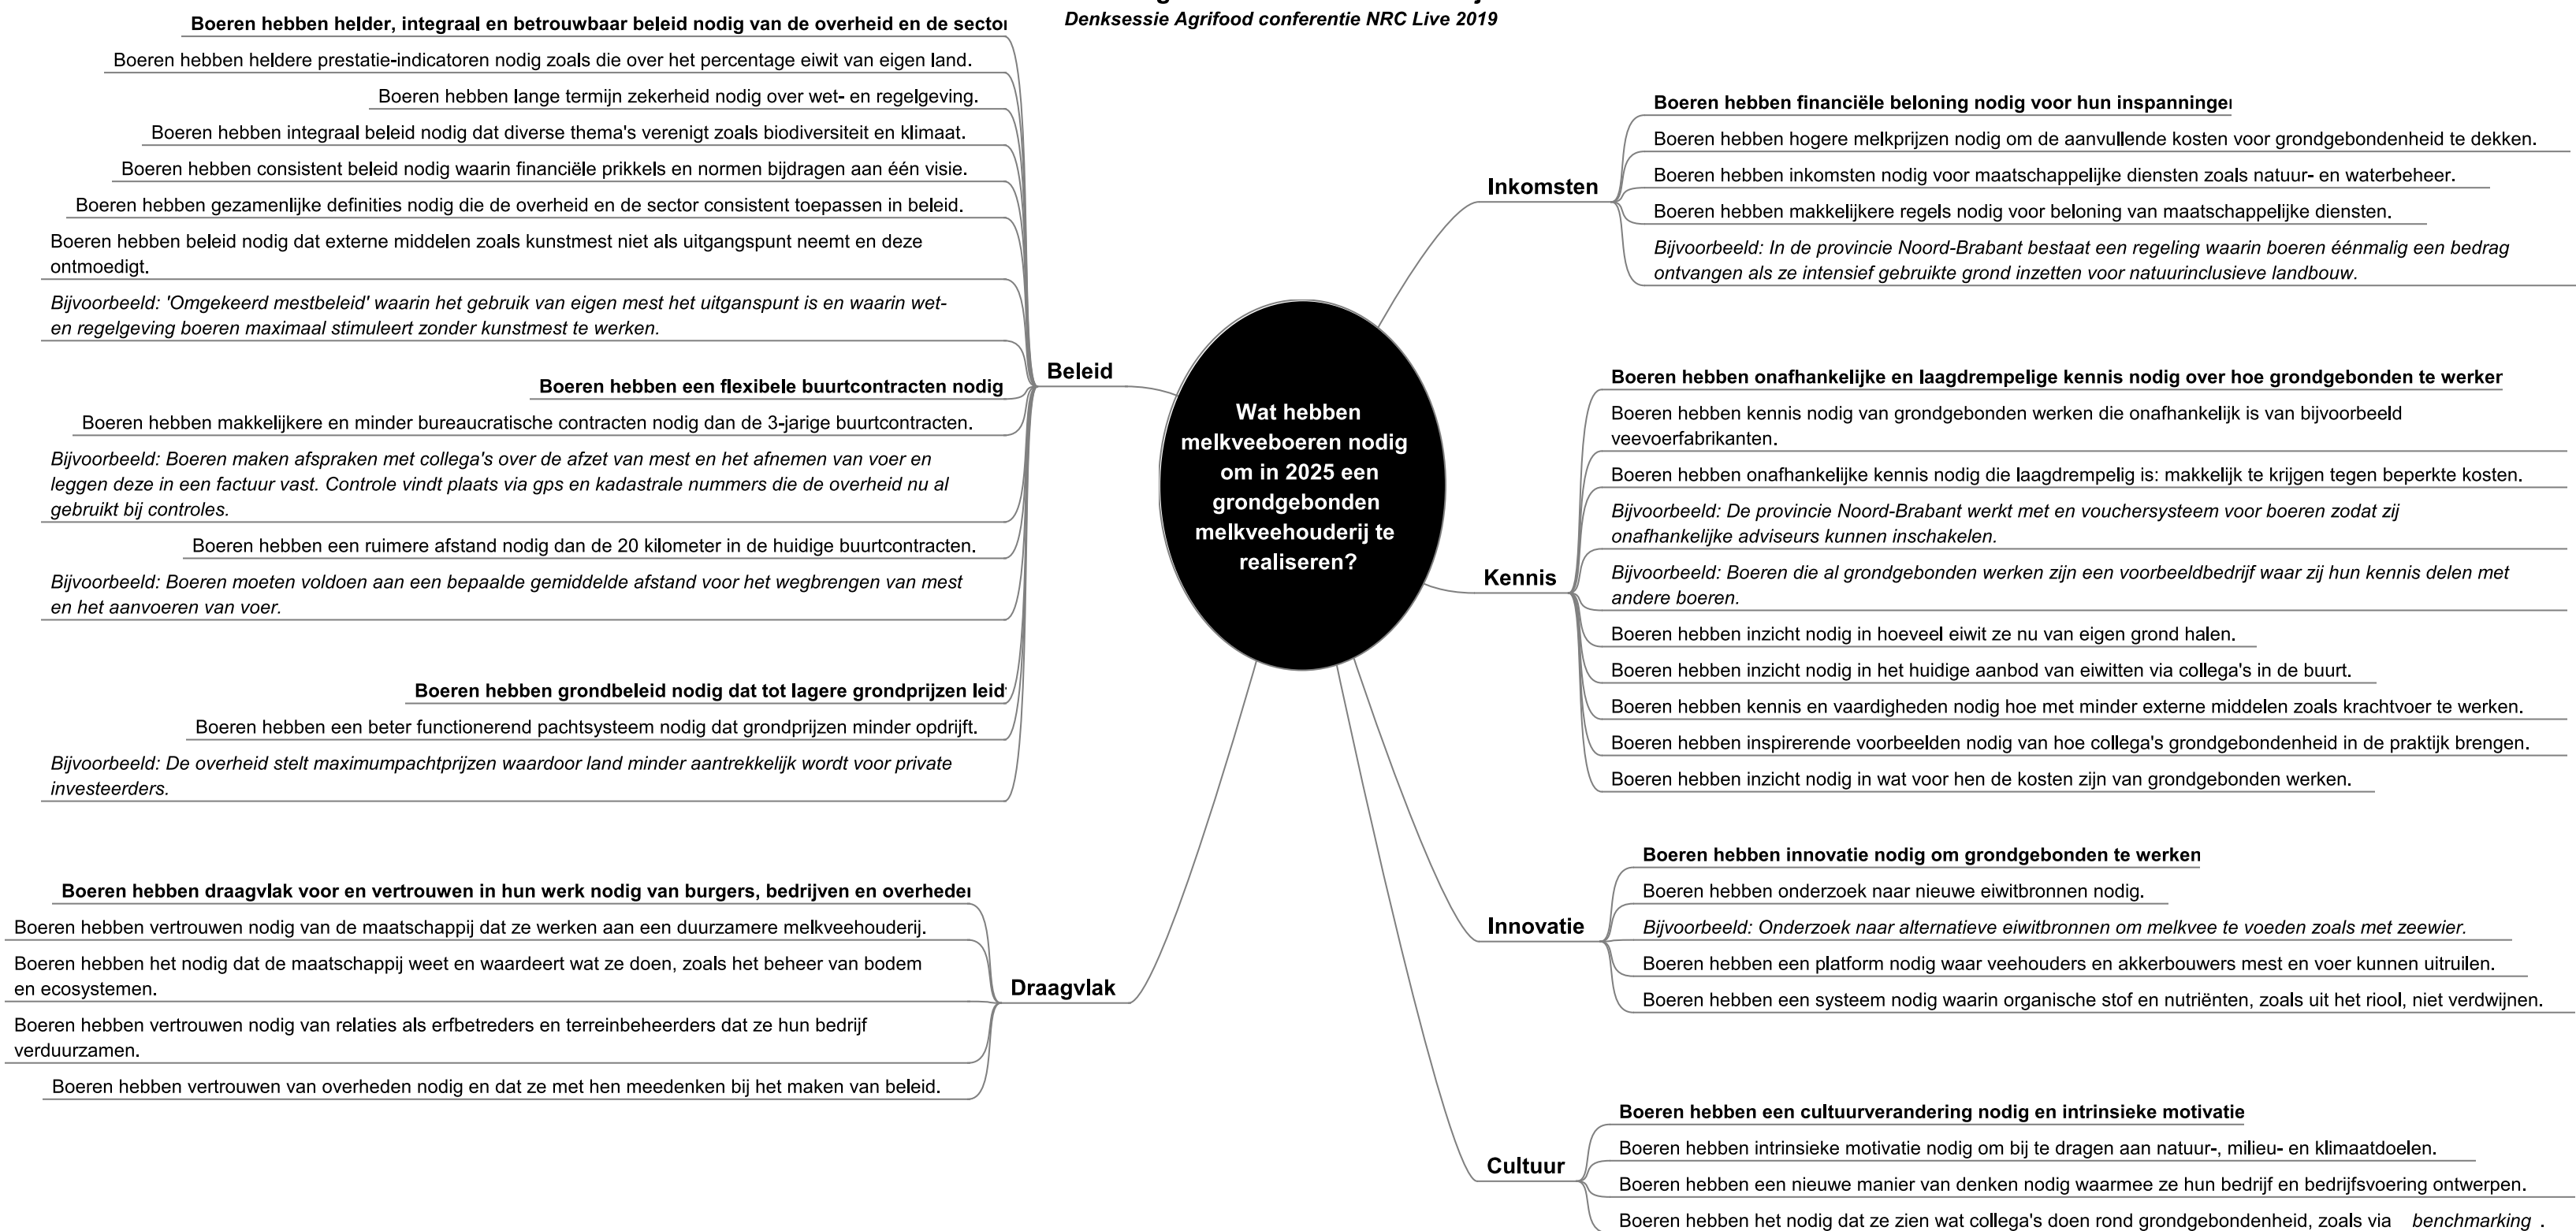 Denksessie Agrifood conferentie NRC Live 2019
Boeren hebben helder, integraal en betrouwbaar beleid nodig van de overheid en de sector
Boeren hebben heldere prestatie-indicatoren nodig zoals die over het percentage eiwit van eigen land.
Boeren hebben lange termijn zekerheid nodig over wet- en regelgeving.
Boeren hebben integraal beleid nodig dat diverse thema's verenigt zoals biodiversiteit en klimaat.
Boeren hebben consistent beleid nodig waarin financiële prikkels en normen bijdragen aan één visie.
Boeren hebben gezamenlijke definities nodig die de overheid en de sector consistent toepassen in beleid.
Boeren hebben beleid nodig dat externe middelen zoals kunstmest niet als uitgangspunt neemt en deze
ontmoedigt.
Bijvoorbeeld: 'Omgekeerd mestbeleid' waarin het gebruik van eigen mest het uitganspunt is en waarin wet-
en regelgeving boeren maximaal stimuleert zonder kunstmest te werken.
Beleid
Boeren hebben een flexibele buurtcontracten nodig
Boeren hebben makkelijkere en minder bureaucratische contracten nodig dan de 3-jarige buurtcontracten.
Bijvoorbeeld: Boeren maken afspraken met collega's over de afzet van mest en het afnemen van voer en
leggen deze in een factuur vast. Controle vindt plaats via gps en kadastrale nummers die de overheid nu al
gebruikt bij controles.
Boeren hebben een ruimere afstand nodig dan de 20 kilometer in de huidige buurtcontracten.
Bijvoorbeeld: Boeren moeten voldoen aan een bepaalde gemiddelde afstand voor het wegbrengen van mest
en het aanvoeren van voer.
Boeren hebben grondbeleid nodig dat tot lagere grondprijzen leid
Boeren hebben een beter functionerend pachtsysteem nodig dat grondprijzen minder opdrijft.
Bijvoorbeeld: De overheid stelt maximumpachtprijzen waardoor land minder aantrekkelijk wordt voor private
investeerders.
Boeren hebben draagvlak voor en vertrouwen in hun werk nodig van burgers, bedrijven en overheden
Boeren hebben vertrouwen nodig van de maatschappij dat ze werken aan een duurzamere melkveehouderij.
Boeren hebben het nodig dat de maatschappij weet en waardeert wat ze doen, zoals het beheer van bodem
en ecosystemen.
Draagvlak
Boeren hebben vertrouwen nodig van relaties als erfbetreders en terreinbeheerders dat ze hun bedrijf
verduurzamen.
Boeren hebben vertrouwen van overheden nodig en dat ze met hen meedenken bij het maken van beleid.
Wat hebben
melkveeboeren nodig
om in 2025 een
grondgebonden
melkveehouderij te
realiseren?
Boeren hebben financiële beloning nodig voor hun inspanningen
Boeren hebben hogere melkprijzen nodig om de aanvullende kosten voor grondgebondenheid te dekken.
Inkomsten
Boeren hebben inkomsten nodig voor maatschappelijke diensten zoals natuur- en waterbeheer.
Boeren hebben makkelijkere regels nodig voor beloning van maatschappelijke diensten.
Bijvoorbeeld: In de provincie Noord-Brabant bestaat een regeling waarin boeren éénmalig een bedrag
ontvangen als ze intensief gebruikte grond inzetten voor natuurinclusieve landbouw.
Boeren hebben onafhankelijke en laagdrempelige kennis nodig over hoe grondgebonden te werken
Boeren hebben kennis nodig van grondgebonden werken die onafhankelijk is van bijvoorbeeld
veevoerfabrikanten.
Boeren hebben onafhankelijke kennis nodig die laagdrempelig is: makkelijk te krijgen tegen beperkte kosten.
Bijvoorbeeld: De provincie Noord-Brabant werkt met en vouchersysteem voor boeren zodat zij
onafhankelijke adviseurs kunnen inschakelen.
Kennis
Bijvoorbeeld: Boeren die al grondgebonden werken zijn een voorbeeldbedrijf waar zij hun kennis delen met
andere boeren.
Boeren hebben inzicht nodig in hoeveel eiwit ze nu van eigen grond halen.
Boeren hebben inzicht nodig in het huidige aanbod van eiwitten via collega's in de buurt.
Boeren hebben kennis en vaardigheden nodig hoe met minder externe middelen zoals krachtvoer te werken.
Boeren hebben inspirerende voorbeelden nodig van hoe collega's grondgebondenheid in de praktijk brengen.
Boeren hebben inzicht nodig in wat voor hen de kosten zijn van grondgebonden werken.
Boeren hebben innovatie nodig om grondgebonden te werken
Boeren hebben onderzoek naar nieuwe eiwitbronnen nodig.
Innovatie
Bijvoorbeeld: Onderzoek naar alternatieve eiwitbronnen om melkvee te voeden zoals met zeewier.
Boeren hebben een platform nodig waar veehouders en akkerbouwers mest en voer kunnen uitruilen.
Boeren hebben een systeem nodig waarin organische stof en nutriënten, zoals uit het riool, niet verdwijnen.
Boeren hebben een cultuurverandering nodig en intrinsieke motivatie
Boeren hebben intrinsieke motivatie nodig om bij te dragen aan natuur-, milieu- en klimaatdoelen.
Cultuur
Boeren hebben een nieuwe manier van denken nodig waarmee ze hun bedrijf en bedrijfsvoering ontwerpen.
Boeren hebben het nodig dat ze zien wat collega's doen rond grondgebondenheid, zoals via benchmarking .